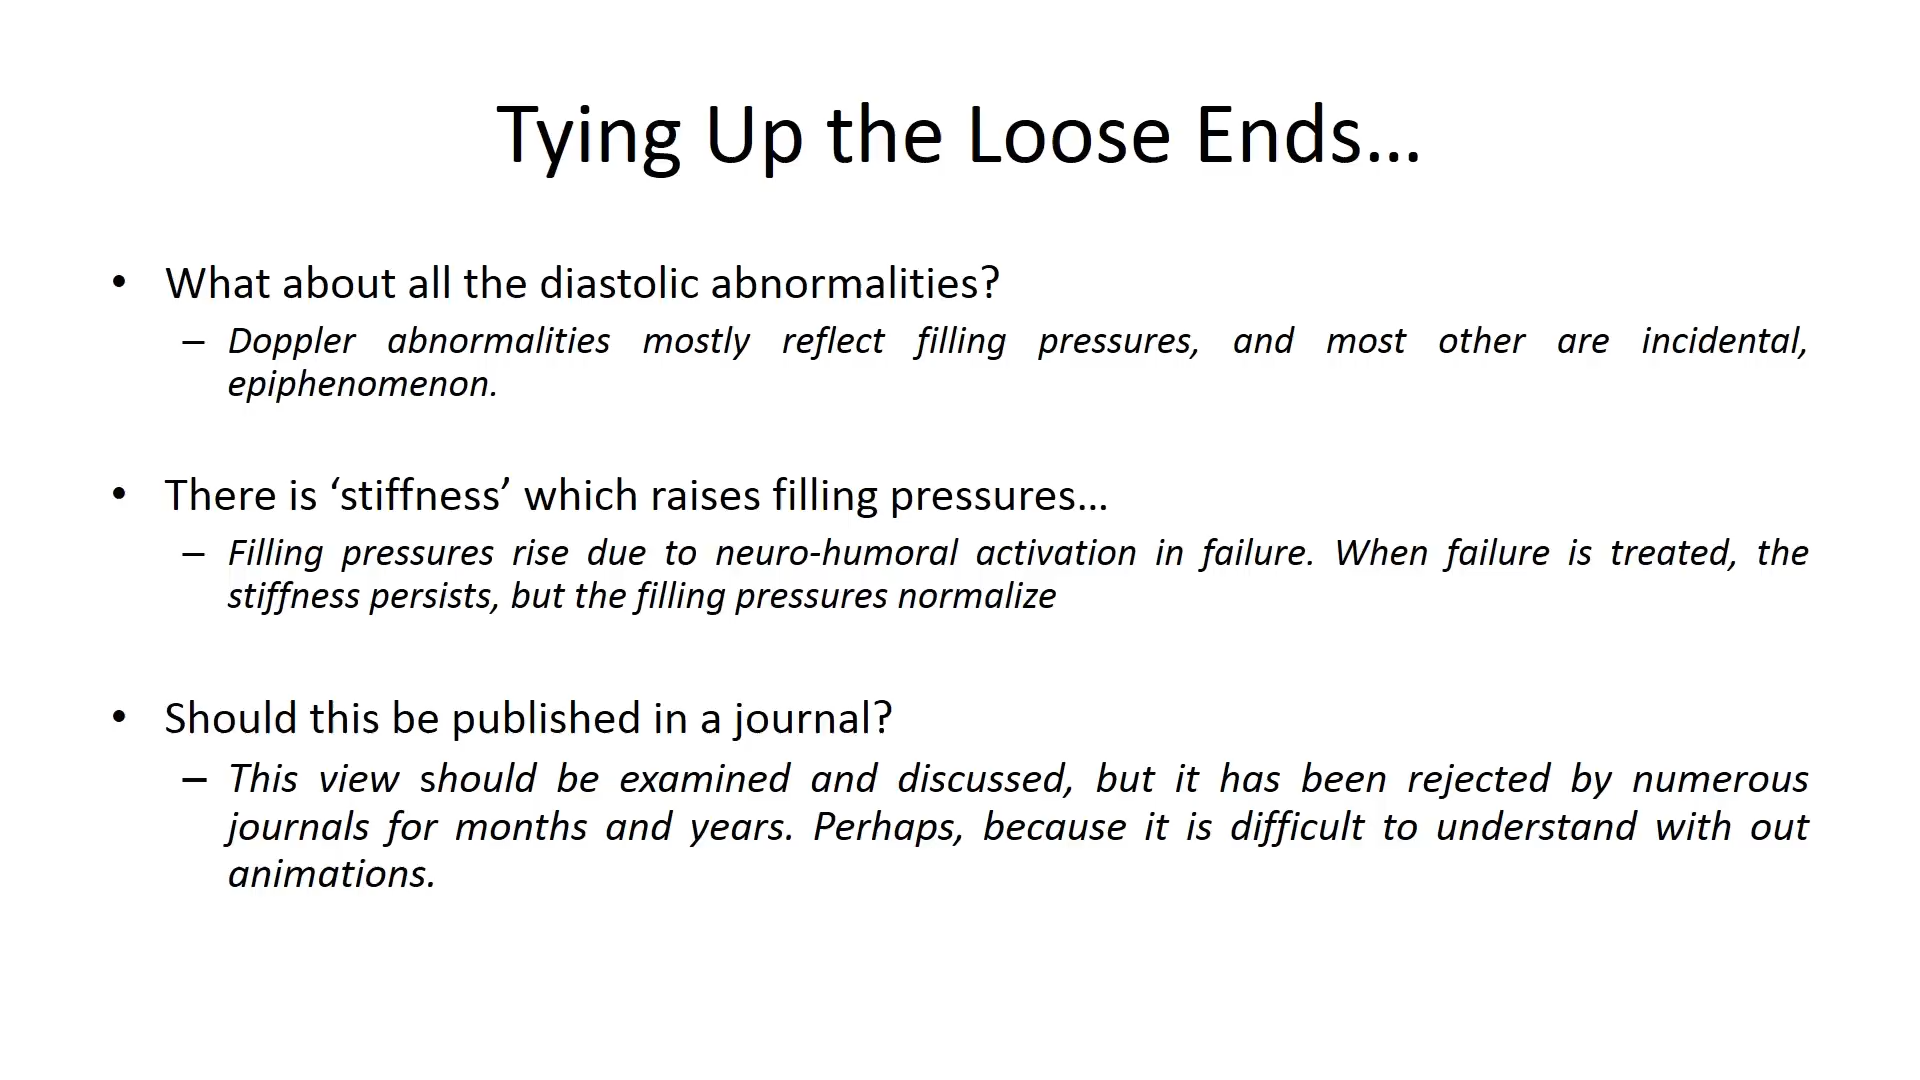 Tying Up the Loose Ends...
• What about all the diastolic abnormalities?
– Doppler abnormalities mostly reflect filling pressures, and most other are incidental,
epiphenomenon.
• There is ‘stiffness’ which raises filling pressures...
– Filling pressures rise due to neuro-humoral activation in failure. When failure is treated, the
stiffness persists, but the filling pressures normalize
• Should this be published in a journal?
– This view should be examined and discussed, but it has been rejected by numerous
journals for months and years. Perhaps, because it is difficult to understand with out
animations.